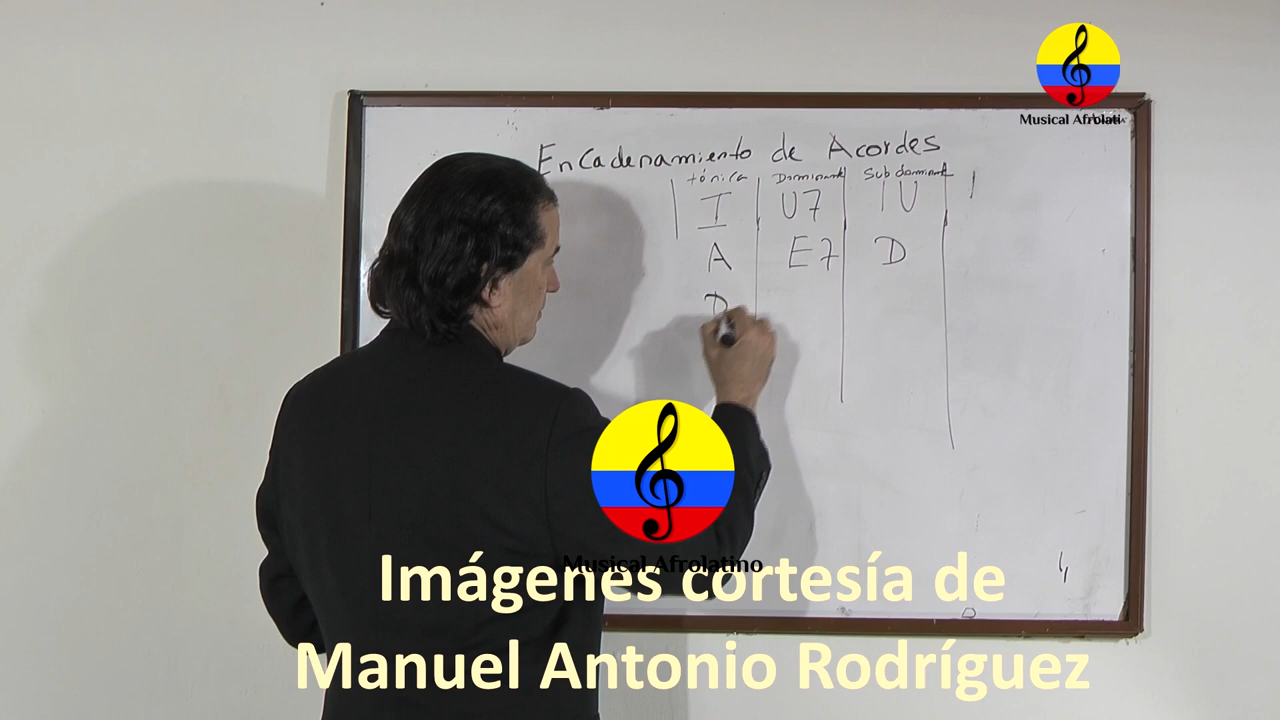 Musical Afrolatino
Encadenamiento de Acordes
tónica Dominante Subdominante
I V7 IV
A E7 D
D
Musical Afrolatino
Imágenes cortesía de
Manuel Antonio Rodríguez